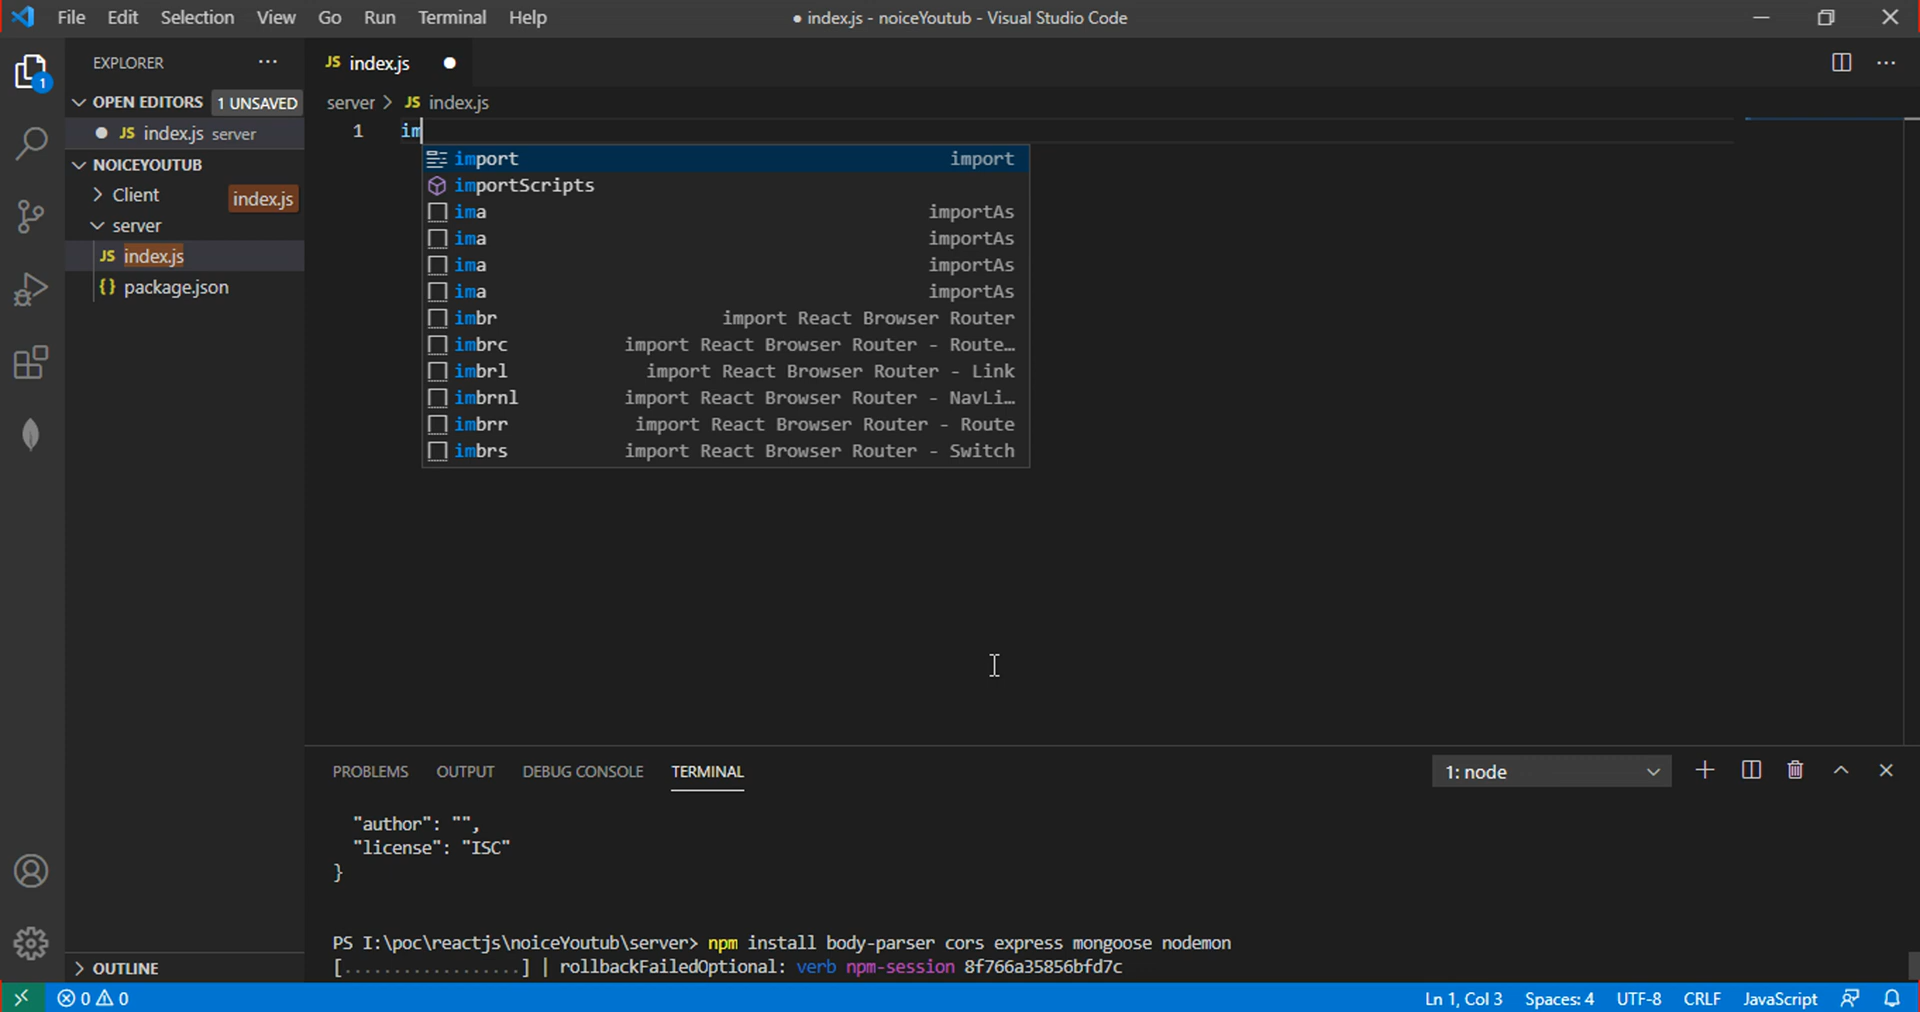 File Edit Selection View Go Run Terminal Help
● index.js - noiceYoutub - Visual Studio Code
EXPLORER ···
JS index.js ●
1
OPEN EDITORS 1 UNSAVED
server > JS index.js
● JS index.js server
1 im
NOICEYOUTUB
Client index.js
server
JS index.js
{} package.json
import import
importScripts
ima importAs
ima importAs
ima importAs
ima importAs
imbr import React Browser Router
imbrc import React Browser Router - Route…
imbrl import React Browser Router - Link
imbrnl import React Browser Router - NavLi…
imbrr import React Browser Router - Route
imbrs import React Browser Router - Switch
PROBLEMS OUTPUT DEBUG CONSOLE TERMINAL 1: node
"author": "",
"license": "ISC"
}
PS I:\poc\reactjs\noiceYoutub\server> npm install body-parser cors express mongoose nodemon
[..................] | rollbackFailedOptional: verb npm-session 8f766a35856bfd7c
OUTLINE
0 0 Ln 1, Col 3 Spaces: 4 UTF-8 CRLF JavaScript